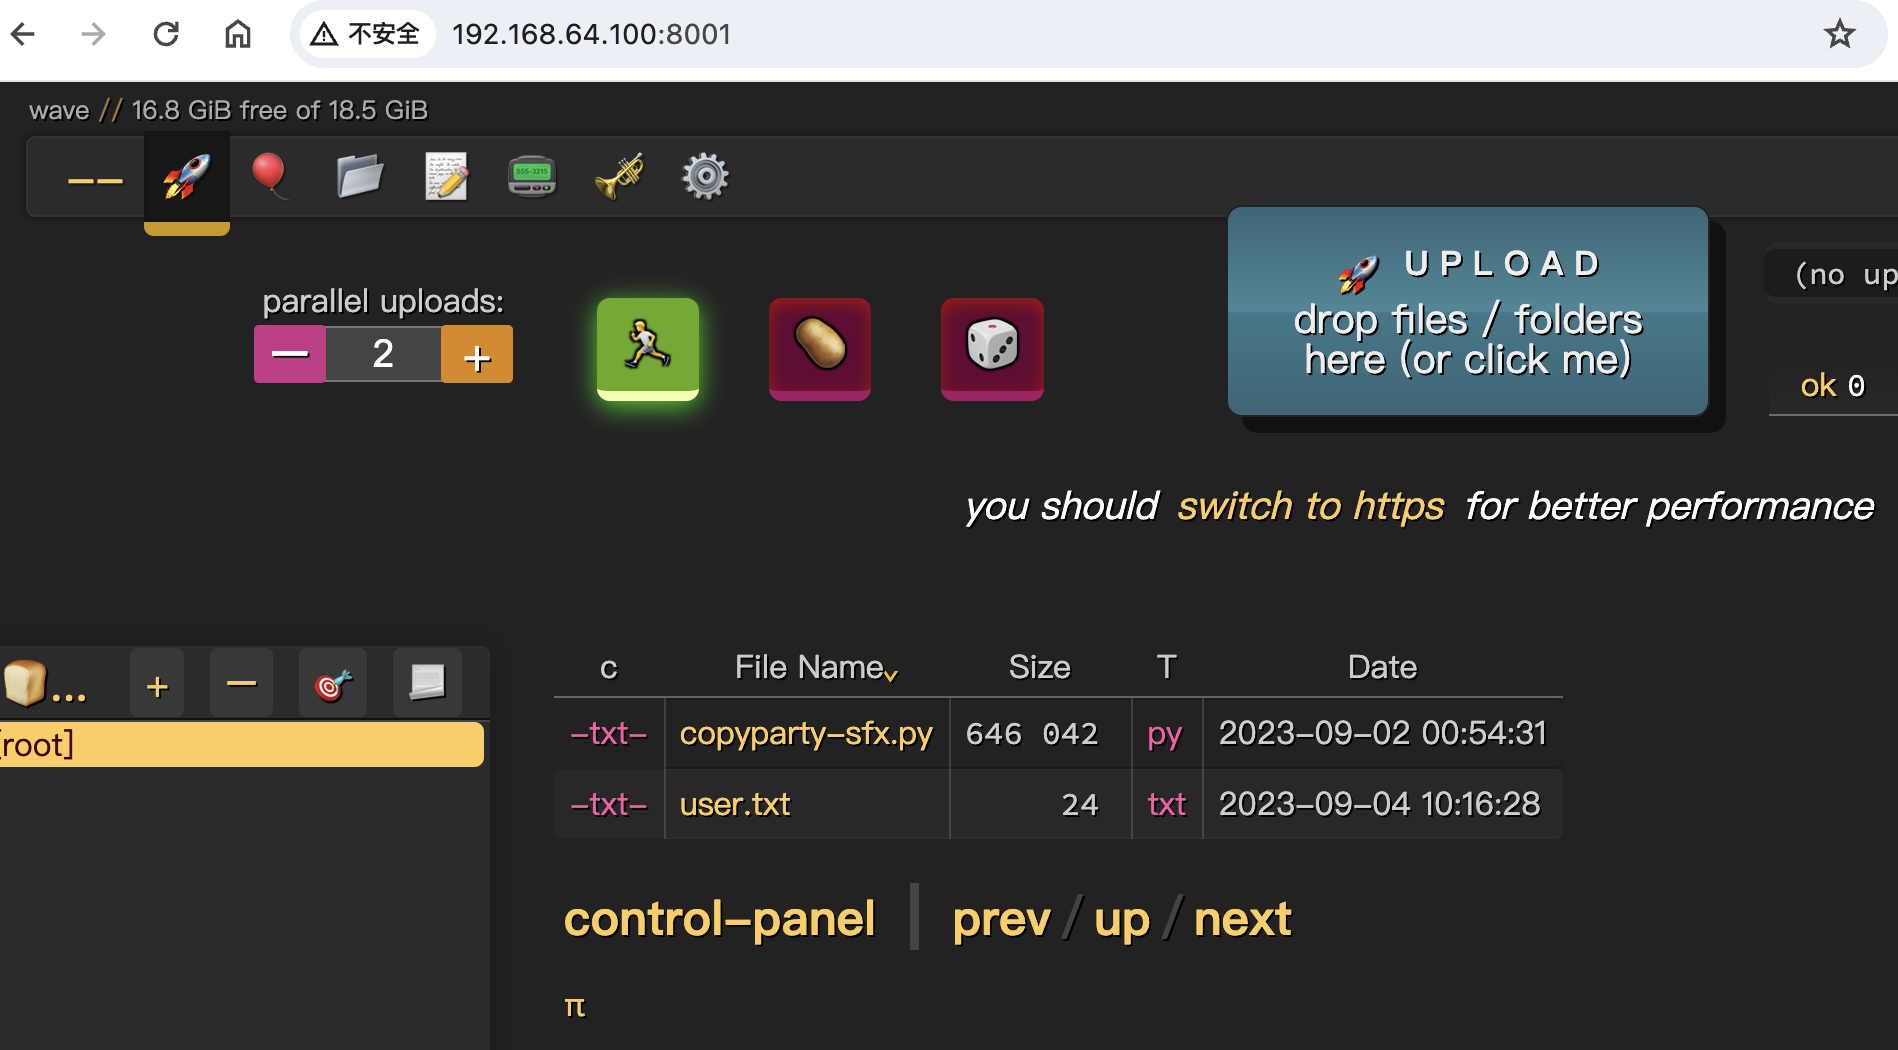 不安全 192.168.64.100:8001
wave // 16.8 GiB free of 18.5 GiB
parallel uploads:
— 2 +
UPLOAD
drop files / folders
here (or click me)
(no up
ok 0
you should switch to https for better performance
... + —
[root]
c File Name Size T Date
-txt- copyparty-sfx.py 646 042 py 2023-09-02 00:54:31
-txt- user.txt 24 txt 2023-09-04 10:16:28
control-panel | prev / up / next
π